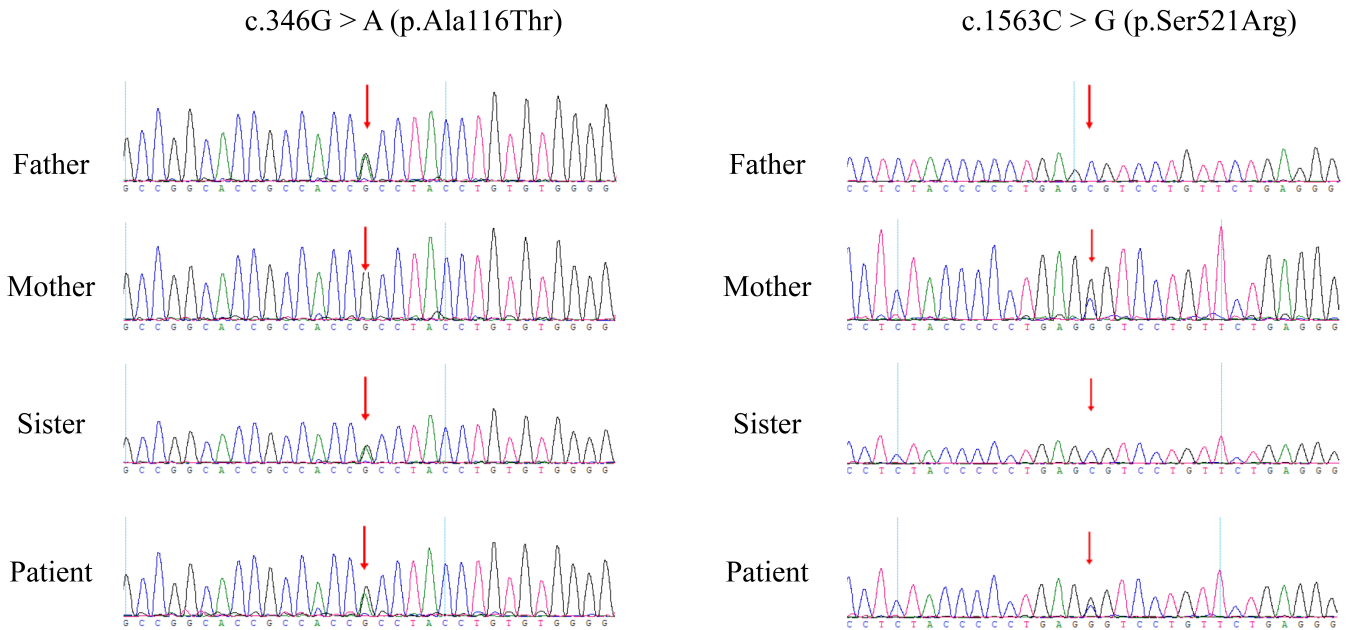 c.346G > A (p.Ala116Thr)
c.1563C > G (p.Ser521Arg)
Father
G C C G G C A C C G C C A C C G C C T A C C T G T G T G G G G
Father
C C T C T A C C C C C T G A G C G T C C T G T T C T G A G G G
Mother
G C C G G C A C C G C C A C C G C C T A C C T G T G T G G G G
Mother
C C T C T A C C C C C T G A G G G T C C T G T T C T G A G G G
Sister
G C C G G C A C C G C C A C C G C C T A C C T G T G T G G G G
Sister
C C T C T A C C C C C T G A G C G T C C T G T T C T G A G G G
Patient
G C C G G C A C C G C C A C C G C C T A C C T G T G T G G G G
Patient
C C T C T A C C C C C T G A G G G T C C T G T T C T G A G G G